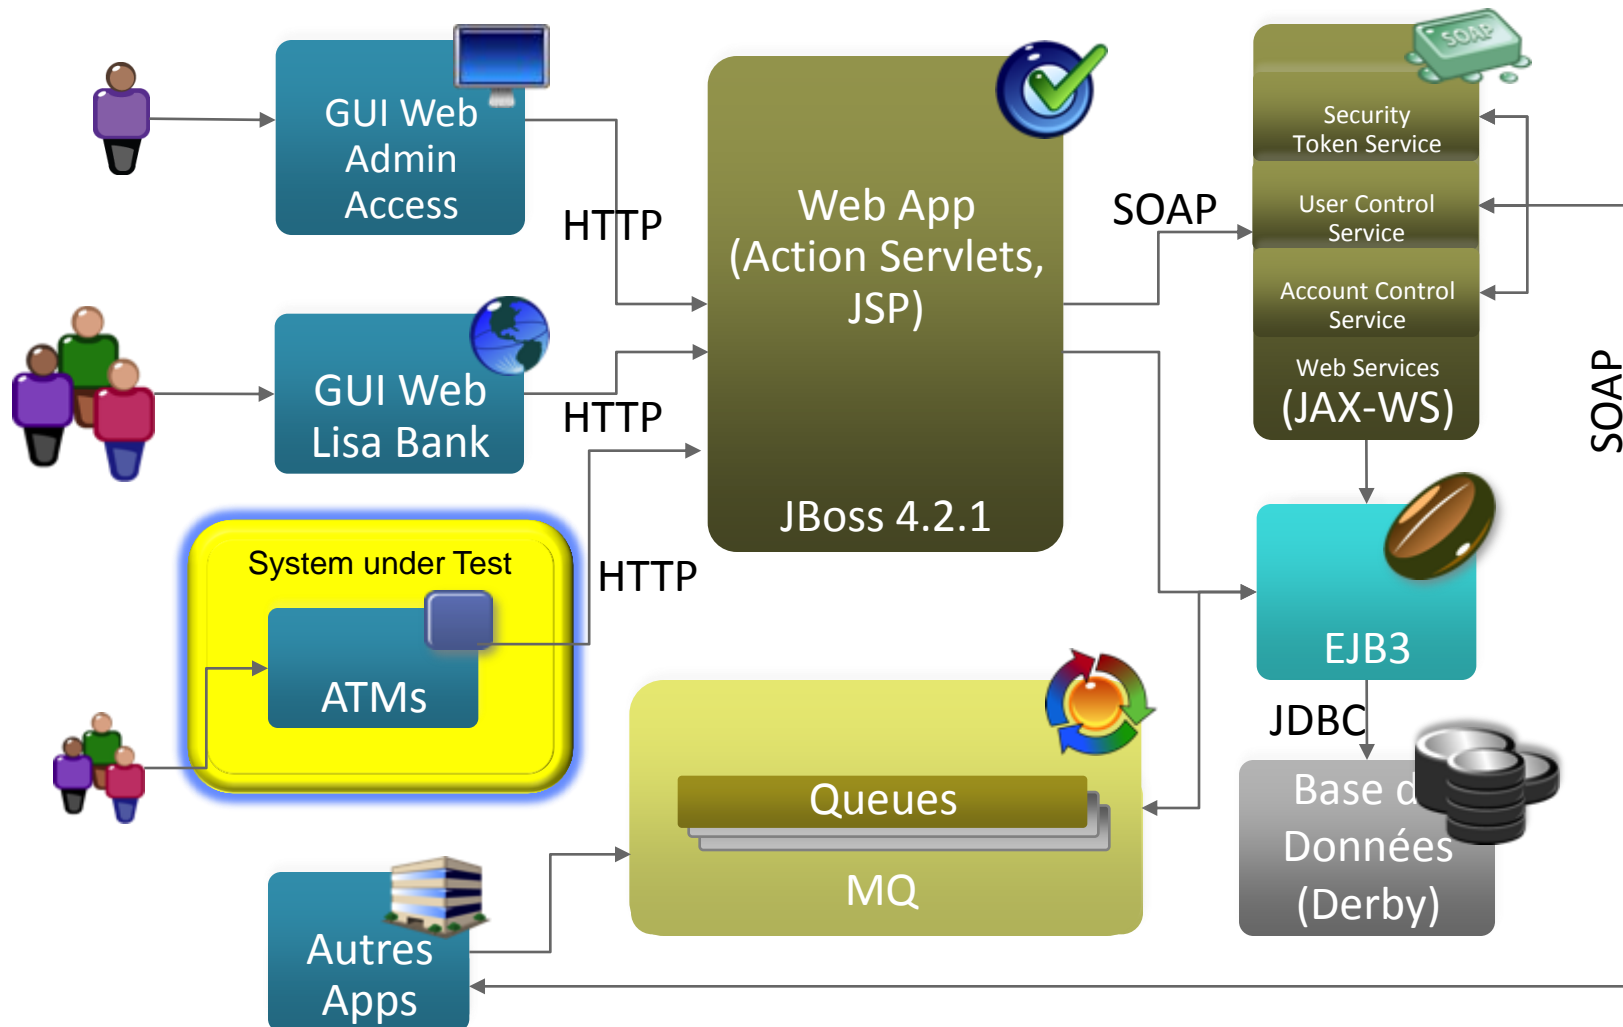 GUI Web
Admin
Access
HTTP
GUI Web
Lisa Bank
HTTP
System under Test
ATMs
HTTP
Autres
Apps
Web App
(Action Servlets,
JSP)
JBoss 4.2.1
Queues
MQ
SOAP
SOAP
Security
Token Service
User Control
Service
Account Control
Service
Web Services
(JAX-WS)
SOAP
EJB3
JDBC
Base
Données
(Derby)